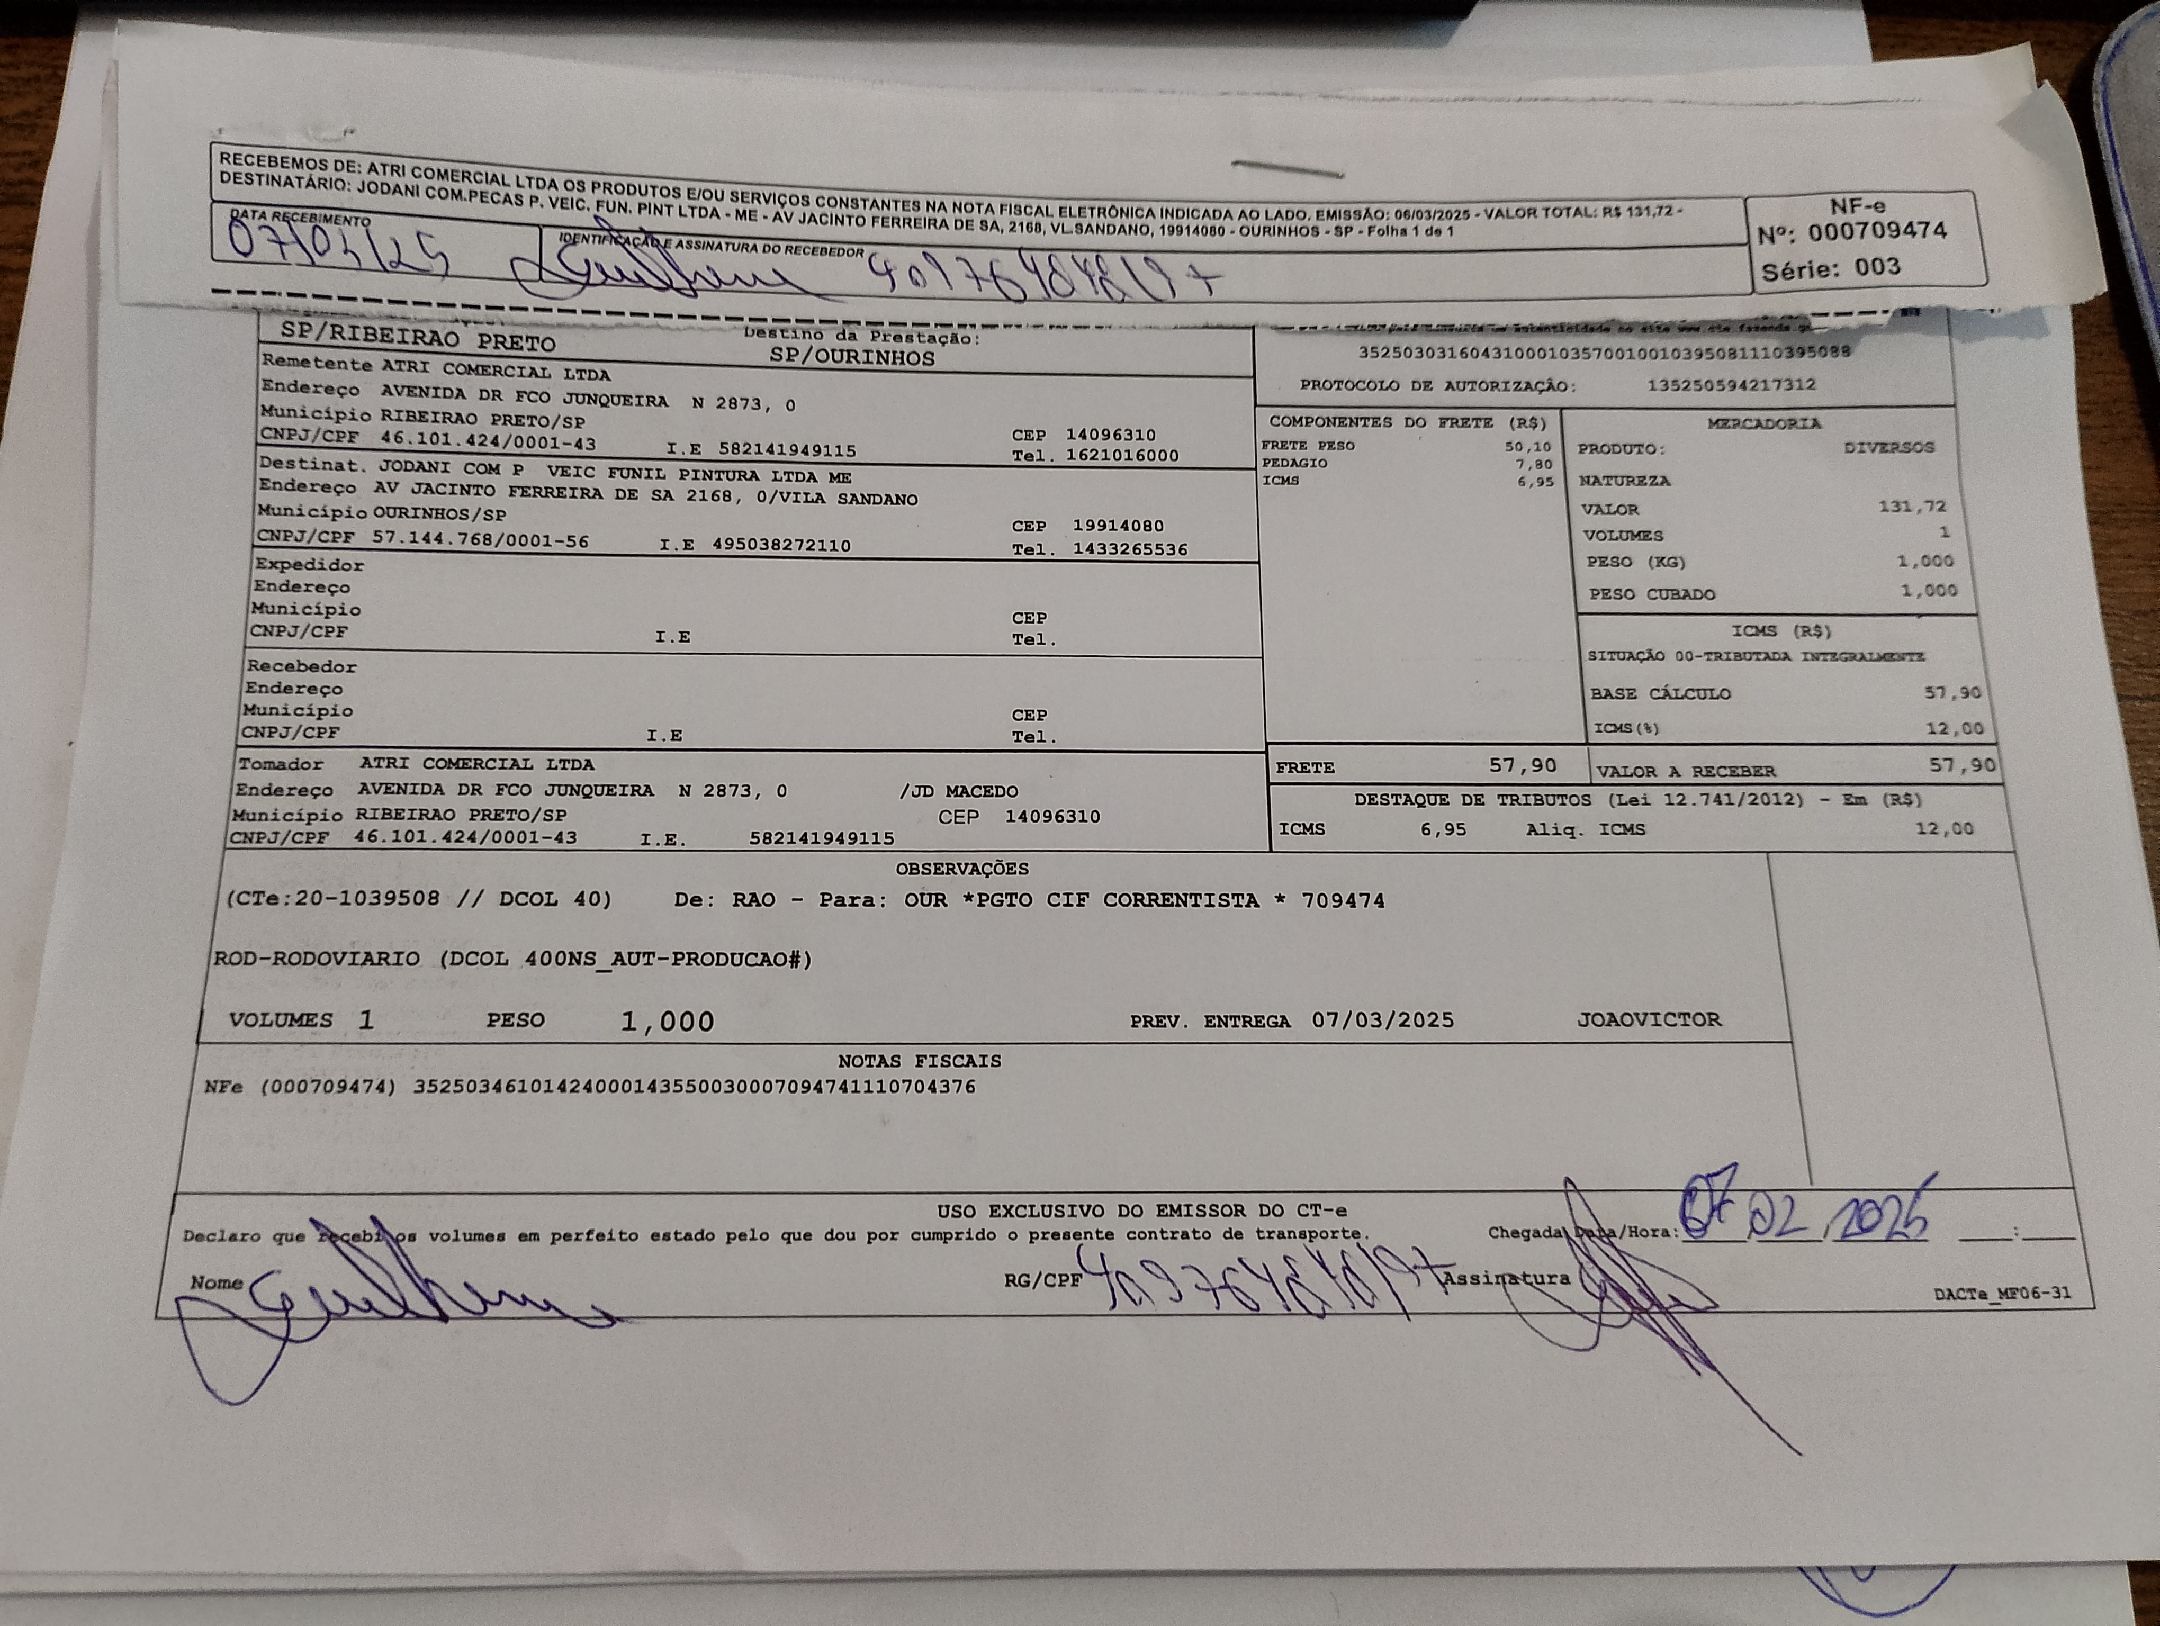 RECEBEMOS DE: ATRI COMERCIAL LTDA OS PRODUTOS E/OU SERVIÇOS CONSTANTES NA NOTA FISCAL ELETRÔNICA INDICADA AO LADO. EMISSÃO: 06/03/2025 - VALOR TOTAL: R$ 131,72 -
DESTINATÁRIO: JODANI COM.PECAS P. VEIC. FUN. PINT LTDA - ME - AV JACINTO FERREIRA DE SA, 2168, VL.SANDANO, 19914080 - OURINHOS - SP - Folha 1 de 1
NF-e
Nº: 000709474
Série: 003
DATA RECEBIMENTO
07/03/25
IDENTIFICAÇÃO E ASSINATURA DO RECEBEDOR
Guilherme
SP/RIBEIRAO PRETO
Destino da Prestação:
SP/OURINHOS
35250303160431000103570010010395081110395088
PROTOCOLO DE AUTORIZAÇÃO: 135250594217312
Remetente ATRI COMERCIAL LTDA
Endereço AVENIDA DR FCO JUNQUEIRA N 2873, 0
Município RIBEIRAO PRETO/SP CEP 14096310
CNPJ/CPF 46.101.424/0001-43 I.E 582141949115 Tel. 1621016000
Destinat. JODANI COM P VEIC FUNIL PINTURA LTDA ME
Endereço AV JACINTO FERREIRA DE SA 2168, 0/VILA SANDANO
Município OURINHOS/SP CEP 19914080
CNPJ/CPF 57.144.768/0001-56 I.E 495038272110 Tel. 1433265536
Expedidor
Endereço
Município CEP
CNPJ/CPF I.E Tel.
Recebedor
Endereço
Município CEP
CNPJ/CPF I.E Tel.
Tomador ATRI COMERCIAL LTDA
Endereço AVENIDA DR FCO JUNQUEIRA N 2873, 0 /JD MACEDO
Município RIBEIRAO PRETO/SP CEP 14096310
CNPJ/CPF 46.101.424/0001-43 I.E. 582141949115
COMPONENTES DO FRETE (R$)
FRETE PESO 50,10
PEDAGIO 7,80
ICMS 6,95
MERCADORIA
PRODUTO: DIVERSOS
NATUREZA
VALOR 131,72
VOLUMES 1
PESO (KG) 1,000
PESO CUBADO 1,000
ICMS (R$)
SITUAÇÃO 00-TRIBUTADA INTEGRALMENTE
BASE CÁLCULO 57,90
ICMS(%) 12,00
FRETE 57,90 VALOR A RECEBER 57,90
DESTAQUE DE TRIBUTOS (Lei 12.741/2012) - Em (R$)
ICMS 6,95 Aliq. ICMS 12,00
OBSERVAÇÕES
(CTe:20-1039508 // DCOL 40) De: RAO - Para: OUR *PGTO CIF CORRENTISTA * 709474
ROD-RODOVIARIO (DCOL 400NS_AUT-PRODUCAO#)
VOLUMES 1 PESO 1,000 PREV. ENTREGA 07/03/2025 JOAOVICTOR
NOTAS FISCAIS
NFe (000709474) 35250346101424000143550030007094741110704376
USO EXCLUSIVO DO EMISSOR DO CT-e
Declaro que recebi os volumes em perfeito estado pelo que dou por cumprido o presente contrato de transporte. Chegada Data/Hora: 07 02 2025 :
Nome Guilherme RG/CPF Assinatura
DACTe_MF06-31